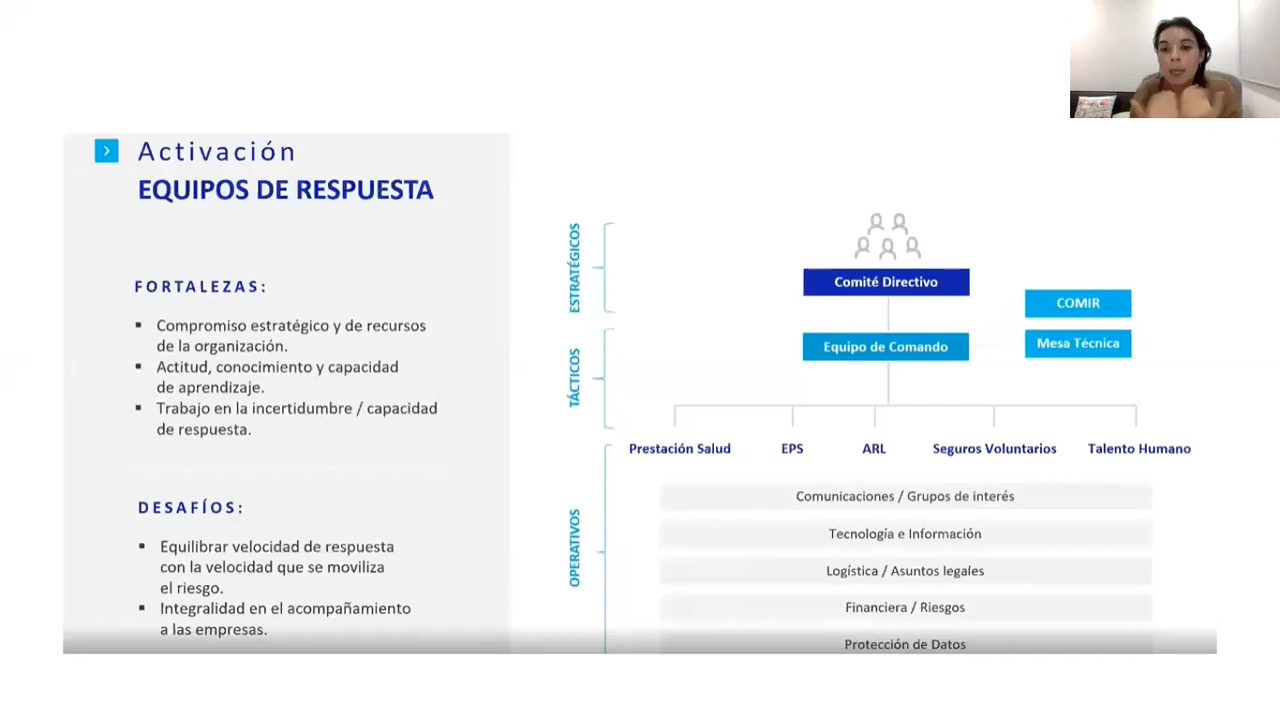 Activación
EQUIPOS DE RESPUESTA
FORTALEZAS:
▪ Compromiso estratégico y de recursos
de la organización.
▪ Actitud, conocimiento y capacidad
de aprendizaje.
▪ Trabajo en la incertidumbre / capacidad
de respuesta.
DESAFÍOS:
▪ Equilibrar velocidad de respuesta
con la velocidad que se moviliza
el riesgo.
▪ Integralidad en el acompañamiento
a las empresas.
ESTRATÉGICOS
Comité Directivo
COMIR
TÁCTICOS
Equipo de Comando
Mesa Técnica
OPERATIVOS
Prestación Salud
EPS
ARL
Seguros Voluntarios
Talento Humano
Comunicaciones / Grupos de interés
Tecnología e Información
Logística / Asuntos legales
Financiera / Riesgos
Protección de Datos